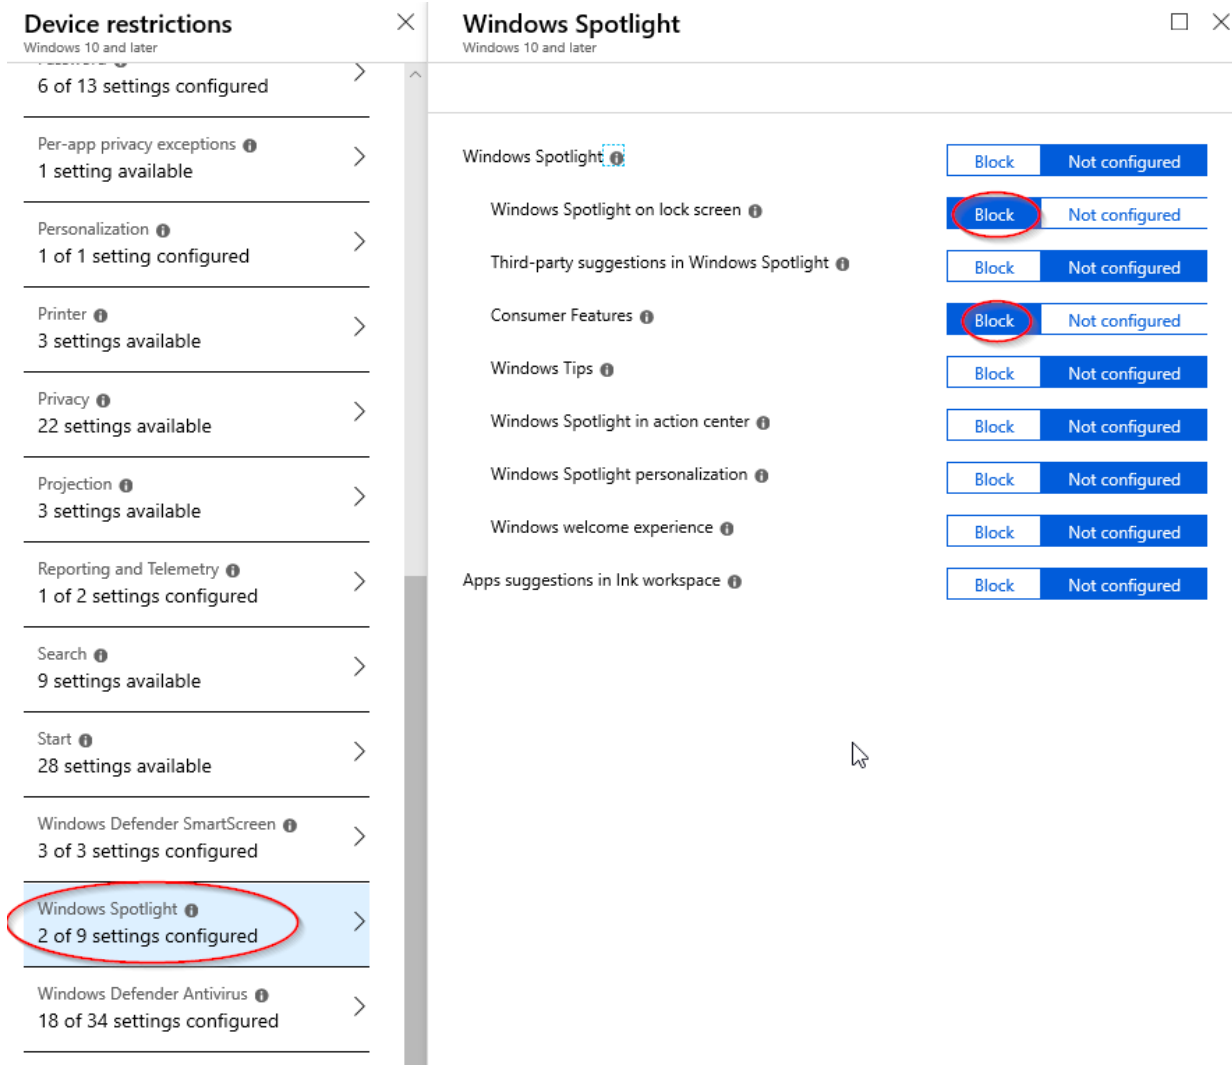 Device restrictions
Windows 10 and later
6 of 13 settings configured
Per-app privacy exceptions
1 setting available
Personalization
1 of 1 setting configured
Printer
3 settings available
Privacy
22 settings available
Projection
3 settings available
Reporting and Telemetry
1 of 2 settings configured
Search
9 settings available
Start
28 settings available
Windows Defender SmartScreen
3 of 3 settings configured
Windows Spotlight
2 of 9 settings configured
Windows Defender Antivirus
18 of 34 settings configured
Windows Spotlight
Windows 10 and later
Windows Spotlight Block Not configured
Windows Spotlight on lock screen Block Not configured
Third-party suggestions in Windows Spotlight Block Not configured
Consumer Features Block Not configured
Windows Tips Block Not configured
Windows Spotlight in action center Block Not configured
Windows Spotlight personalization Block Not configured
Windows welcome experience Block Not configured
Apps suggestions in Ink workspace Block Not configured